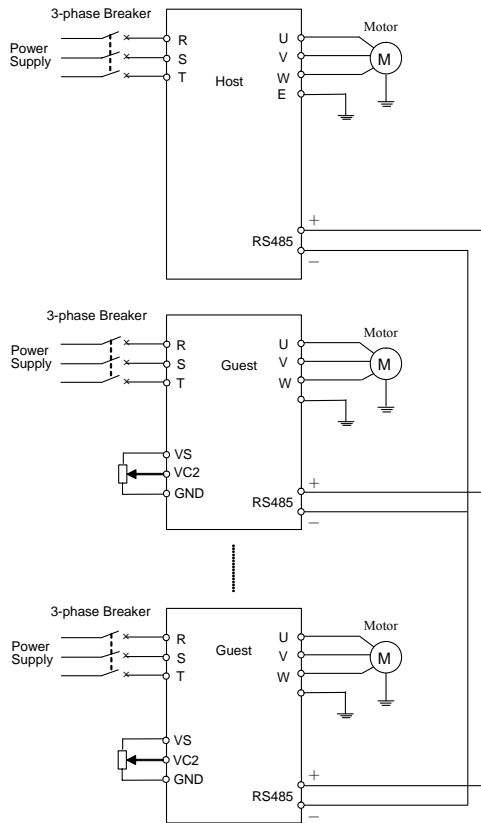 3-phase Breaker
Power
Supply
R
S
T
Host
U
V
W
E
Motor
M
RS485
+
–
3-phase Breaker
Power
Supply
R
S
T
Guest
U
V
W
Motor
M
VS
VC2
GND
RS485
+
–
3-phase Breaker
Power
Supply
R
S
T
Guest
U
V
W
Motor
M
VS
VC2
GND
RS485
+
–